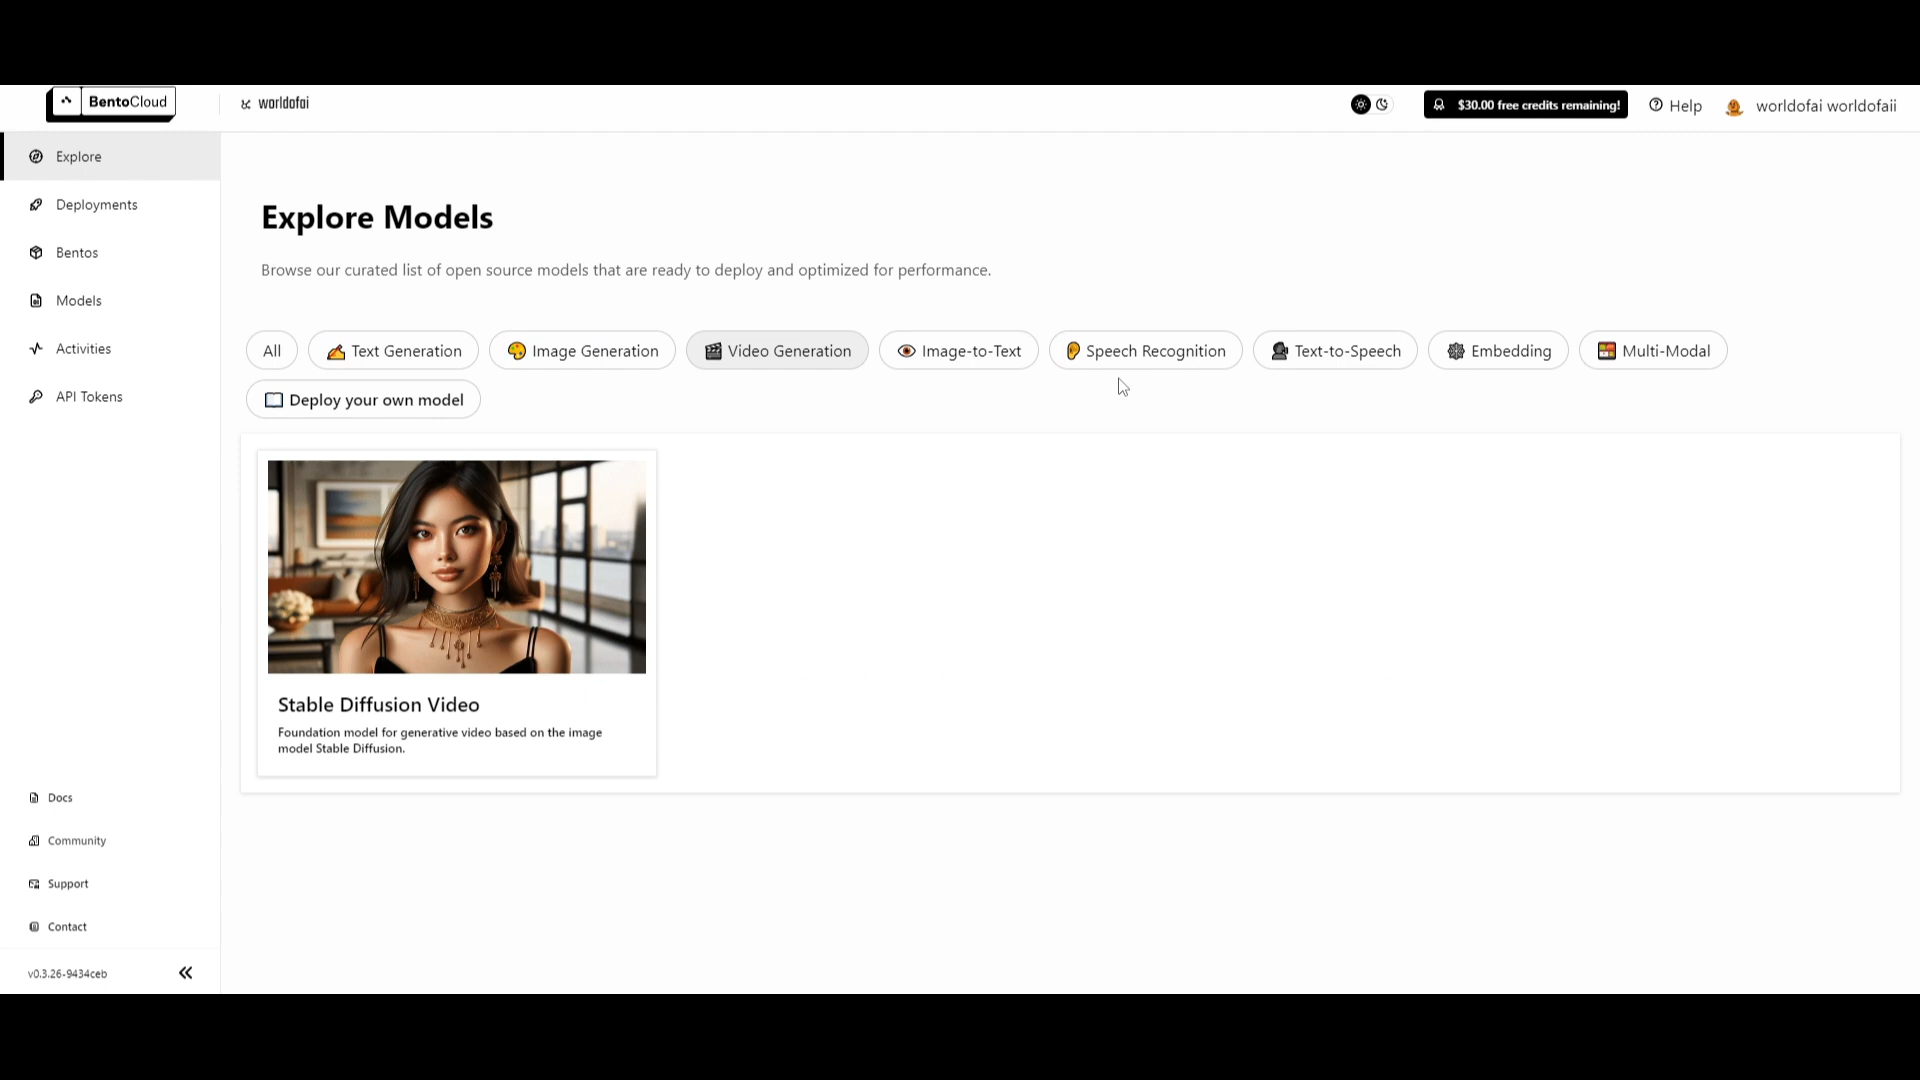 BentoCloud
worldofai
$30.00 free credits remaining!
Help
worldofai worldofaii
Explore
Deployments
Bentos
Models
Activities
API Tokens
Explore Models
Browse our curated list of open source models that are ready to deploy and optimized for performance.
All
Text Generation
Image Generation
Video Generation
Image-to-Text
Speech Recognition
Text-to-Speech
Embedding
Multi-Modal
Deploy your own model
Stable Diffusion Video
Foundation model for generative video based on the image
model Stable Diffusion.
Docs
Community
Support
Contact
v0.3.26-9434ceb